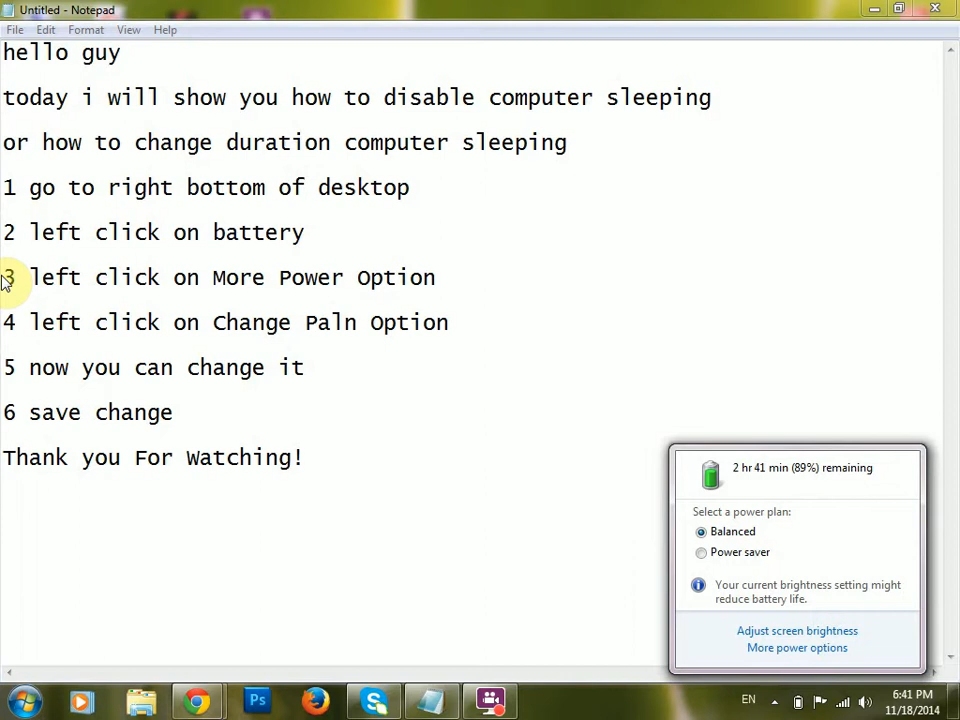 Untitled - Notepad
File Edit Format View Help
hello guy
today i will show you how to disable computer sleeping
or how to change duration computer sleeping
1 go to right bottom of desktop
2 left click on battery
3 left click on More Power Option
4 left click on Change Paln Option
5 now you can change it
6 save change
Thank you For Watching!
2 hr 41 min (89%) remaining
Select a power plan:
Balanced
Power saver
Your current brightness setting might
reduce battery life.
Adjust screen brightness
More power options
Ps
EN
6:41 PM
11/18/2014